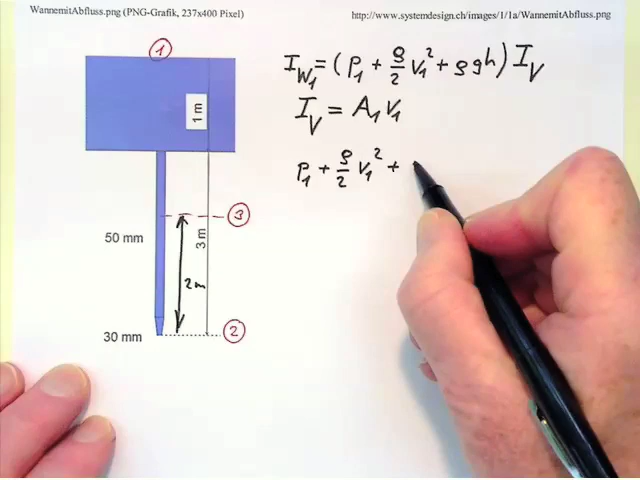 WannemitAbfluss.png (PNG-Grafik, 237x400 Pixel)
http://www.systemdesign.ch/images/1/1a/WannemitAbfluss.png
1
1 m
3
50 mm
3 m
2m
2
30 mm
I_W1 = (p₁ + ϱ/2 v₁² + ϱgh) I_V
I_V = A₁ v₁
p₁ + ϱ/2 v₁² +